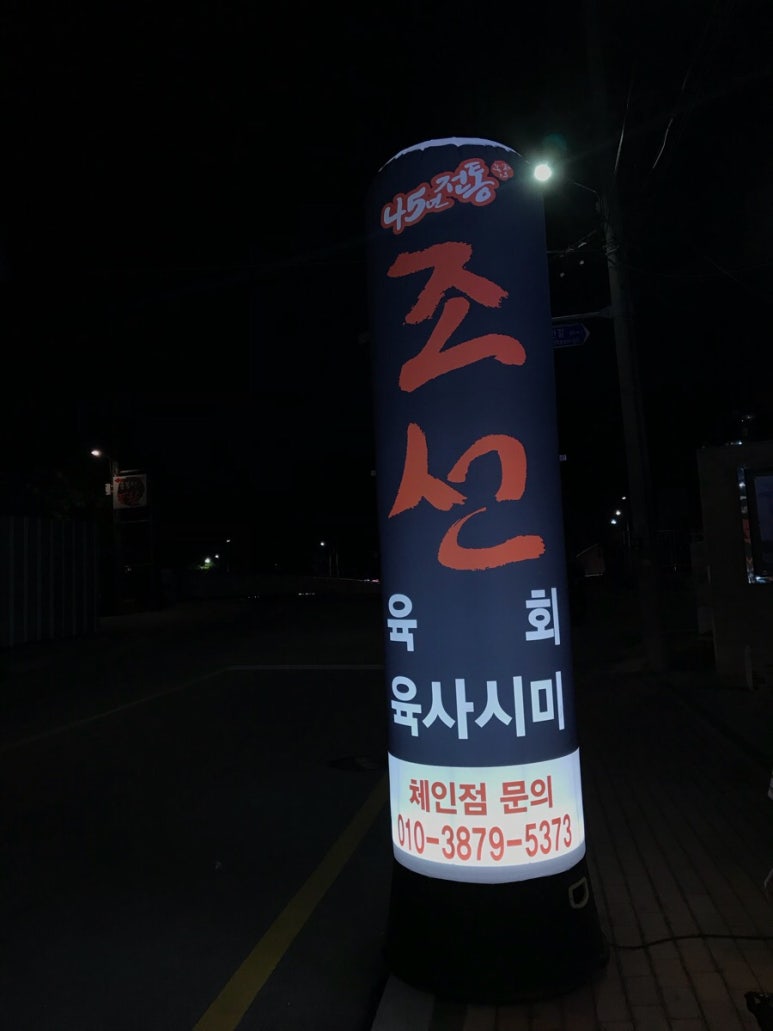 45년전통
조선
육 회
육사시미
체인점 문의
010-3879-5373